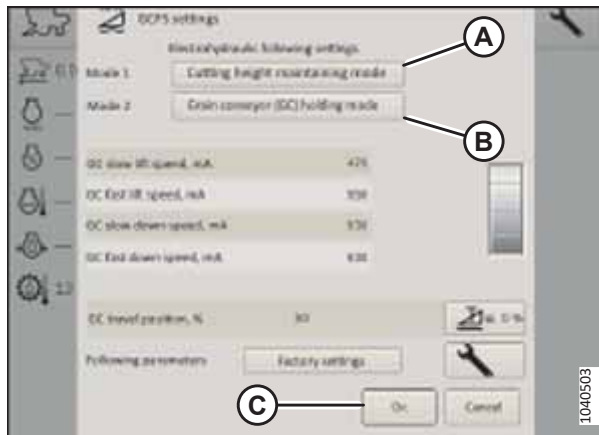 GCPS settings
Electrohydraulic following settings
A
Mode 1 Cutting height maintaining mode
Mode 2 Grain conveyor (GC) holding mode
B
GC slow lift speed, mA
GC fast lift speed, mA
GC slow down speed, mA
GC fast down speed, mA 630
GC travel position, %
Following parameters Factory settings
C
Ok Cancel
1040503